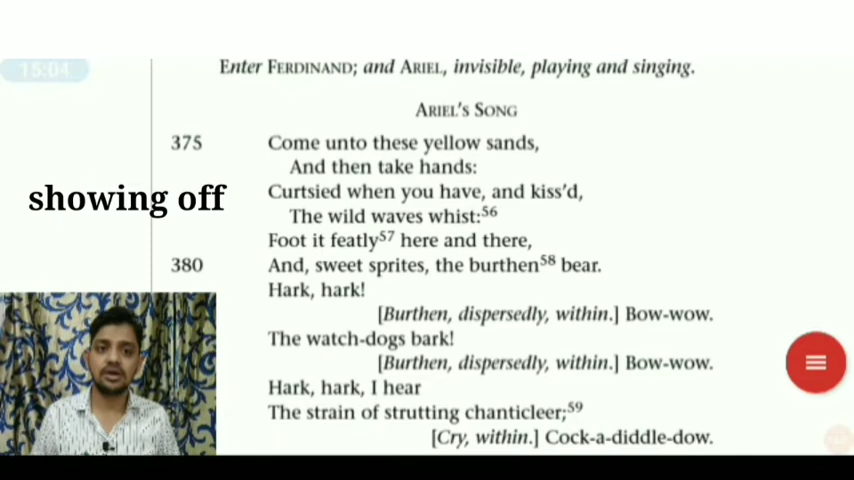 15:04
Enter FERDINAND; and ARIEL, invisible, playing and singing.
ARIEL'S SONG
375 Come unto these yellow sands,
And then take hands:
showing off
Curtsied when you have, and kiss'd,
The wild waves whist:56
Foot it featly57 here and there,
380 And, sweet sprites, the burthen58 bear.
Hark, hark!
[Burthen, dispersedly, within.] Bow-wow.
The watch-dogs bark!
[Burthen, dispersedly, within.] Bow-wow.
Hark, hark, I hear
The strain of strutting chanticleer;59
[Cry, within.] Cock-a-diddle-dow.